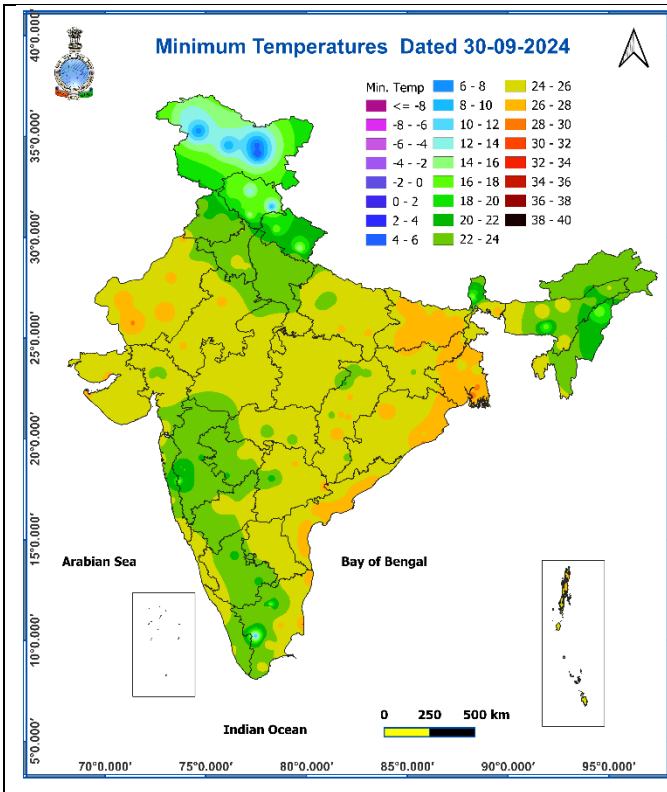 Minimum Temperatures Dated 30-09-2024
Min. Temp
<= -8
-8 - -6
-6 - -4
-4 - -2
-2 - 0
0 - 2
2 - 4
4 - 6
6 - 8
8 - 10
10 - 12
12 - 14
14 - 16
16 - 18
18 - 20
20 - 22
22 - 24
24 - 26
26 - 28
28 - 30
30 - 32
32 - 34
34 - 36
36 - 38
38 - 40
40°0.000'
35°0.000'
30°0.000'
25°0.000'
20°0.000'
15°0.000'
10°0.000'
5°0.000'
Arabian Sea
Bay of Bengal
Indian Ocean
0 250 500 km
70°0.000' 75°0.000' 80°0.000' 85°0.000' 90°0.000' 95°0.000'